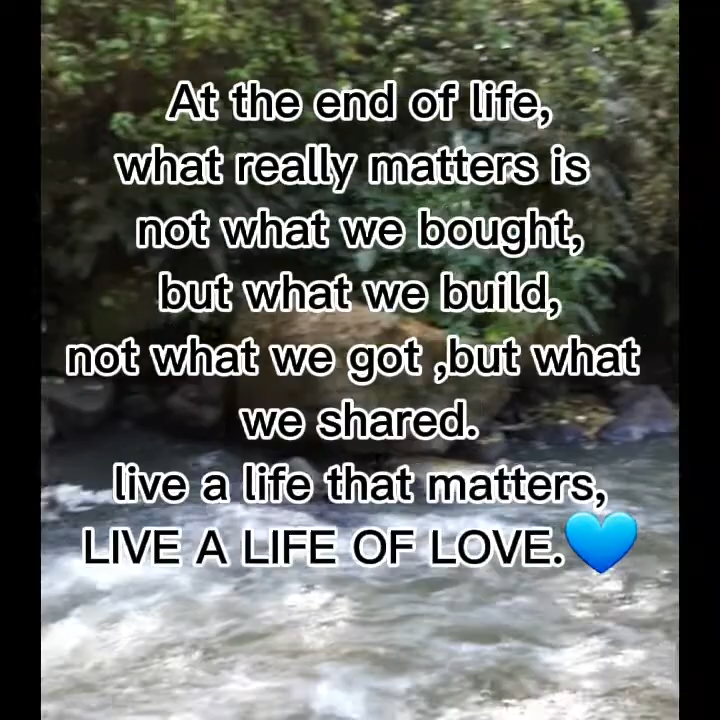 At the end of life,
what really matters is
not what we bought,
but what we build,
not what we got ,but what
we shared.
live a life that matters,
LIVE A LIFE OF LOVE.💙